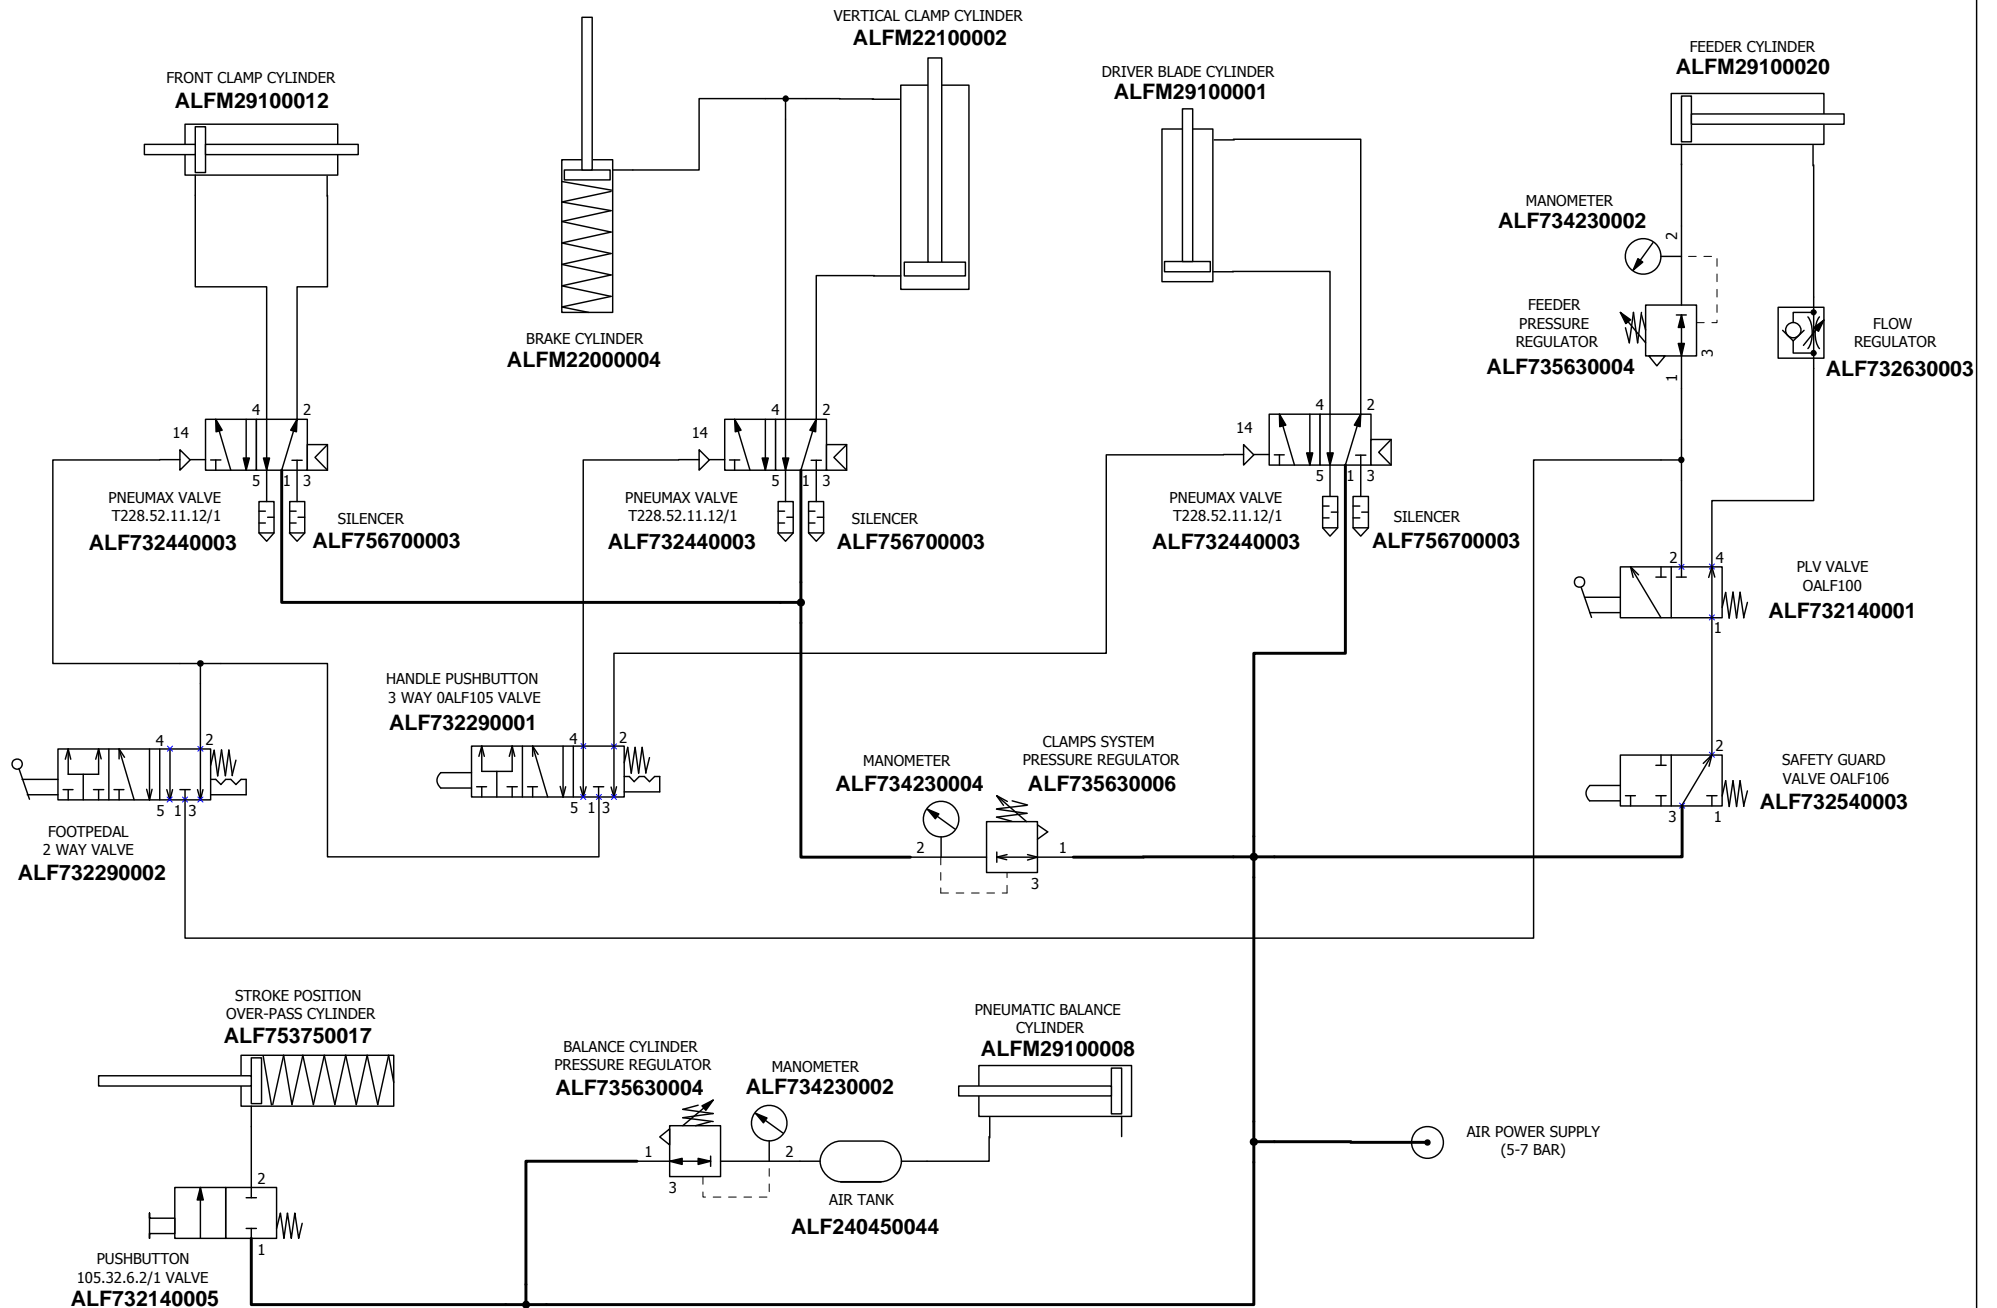 VERTICAL CLAMP CYLINDER
ALFM22100002
FRONT CLAMP CYLINDER
ALFM29100012
DRIVER BLADE CYLINDER
ALFM29100001
FEEDER CYLINDER
ALFM29100020
MANOMETER
ALF734230002
2
FEEDER
PRESSURE
REGULATOR
ALF735630004
3
1
FLOW
REGULATOR
ALF732630003
BRAKE CYLINDER
ALFM22000004
14
4
2
5
1
3
PNEUMAX VALVE
T228.52.11.12/1
ALF732440003
SILENCER
ALF756700003
14
4
2
5
1
3
PNEUMAX VALVE
T228.52.11.12/1
ALF732440003
SILENCER
ALF756700003
14
4
2
5
1
3
PNEUMAX VALVE
T228.52.11.12/1
ALF732440003
SILENCER
ALF756700003
2
4
1
PLV VALVE
OALF100
ALF732140001
HANDLE PUSHBUTTON
3 WAY 0ALF105 VALVE
ALF732290001
4
2
5
1
3
4
2
5
1
3
FOOTPEDAL
2 WAY VALVE
ALF732290002
MANOMETER
ALF734230004
CLAMPS SYSTEM
PRESSURE REGULATOR
ALF735630006
2
1
3
2
3
1
SAFETY GUARD
VALVE OALF106
ALF732540003
STROKE POSITION
OVER-PASS CYLINDER
ALF753750017
2
1
PUSHBUTTON
105.32.6.2/1 VALVE
ALF732140005
BALANCE CYLINDER
PRESSURE REGULATOR
ALF735630004
1
3
MANOMETER
ALF734230002
2
AIR TANK
ALF240450044
PNEUMATIC BALANCE
CYLINDER
ALFM29100008
AIR POWER SUPPLY
(5-7 BAR)